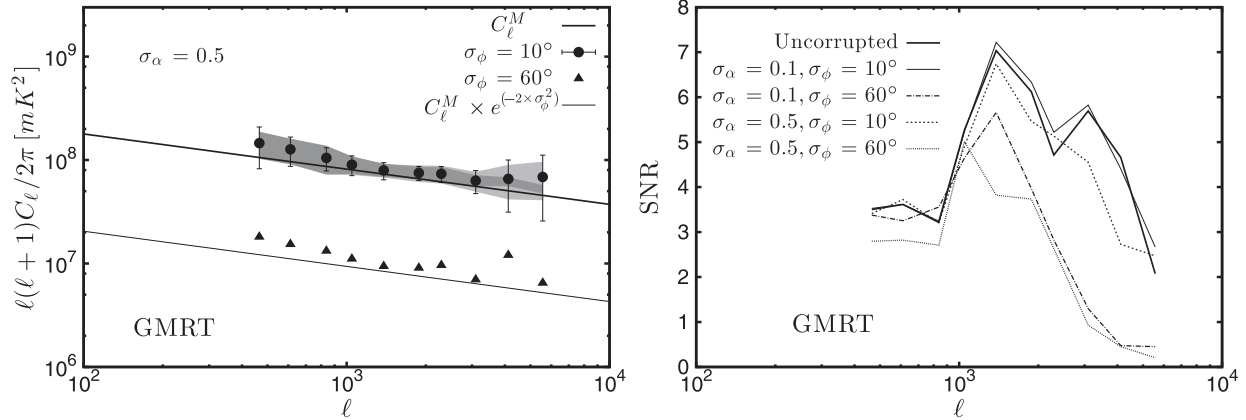 ℓ(ℓ + 1)C_ℓ/2π [mK^2]
10^9
10^8
10^7
10^6
σ_α = 0.5
C_ℓ^M
σ_ϕ = 10°
σ_ϕ = 60°
C_ℓ^M × e^(−2×σ_ϕ^2)
GMRT
10^2
10^3
10^4
ℓ
SNR
8
7
6
5
4
3
2
1
0
Uncorrupted
σ_α = 0.1, σ_ϕ = 10°
σ_α = 0.1, σ_ϕ = 60°
σ_α = 0.5, σ_ϕ = 10°
σ_α = 0.5, σ_ϕ = 60°
GMRT
10^2
10^3
10^4
ℓ